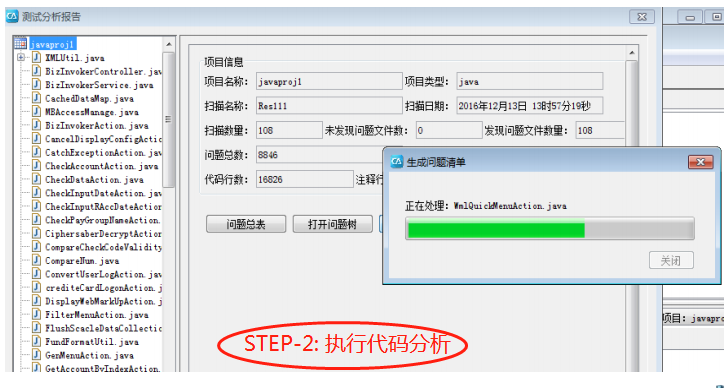 测试分析报告
javaproj1
XMLUtil.java
BizInvokerController.jav
BizInvokerService.java
CachedDataMap.java
MBAccessManage.java
BizInvokerAction.java
CancelDisplayConfigActic
CatchExceptionAction.jav
CheckAccountAction.java
CheckDataAction.java
CheckInputDateAction.jav
CheckInputRAccDateAction
CheckPayGroupNameAction.
CiphersaberDecryptAction
CompareCheckCodeValidity
CompareNum.java
ConvertUserLogAction.jav
crediteCardLogonAction.j
DisplayWebMarkUpAction.j
FilterMenuAction.java
FlushScacleDataCollectic
FundFormatUtil.java
GenMenuAction.java
GetAccountByIndexAction.
项目信息
项目名称: javaproj1 项目类型: java
扫描名称: Res111 扫描日期: 2016年12月13日 13时57分19秒
扫描数量: 108 未发现问题文件数: 0 发现问题文件数量: 108
问题总数: 8846
代码行数: 16826 注释行
问题总表 打开问题树
生成问题清单
正在处理: WmlQuickMenuAction.java
关闭
项目: javapro
STEP-2: 执行代码分析